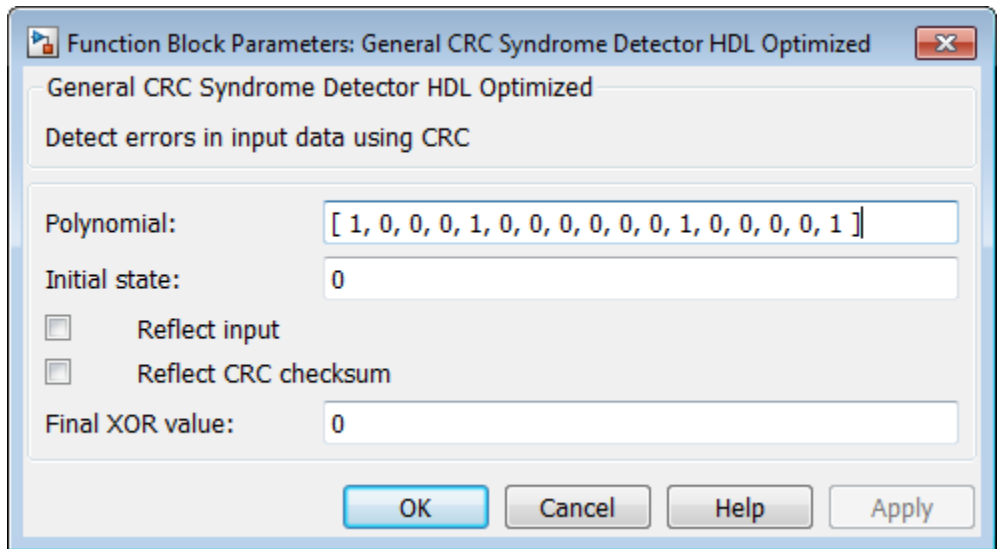 Function Block Parameters: General CRC Syndrome Detector HDL Optimized
General CRC Syndrome Detector HDL Optimized
Detect errors in input data using CRC
Polynomial: [ 1, 0, 0, 0, 1, 0, 0, 0, 0, 0, 0, 1, 0, 0, 0, 0, 1 ]
Initial state: 0
Reflect input
Reflect CRC checksum
Final XOR value: 0
OK Cancel Help Apply